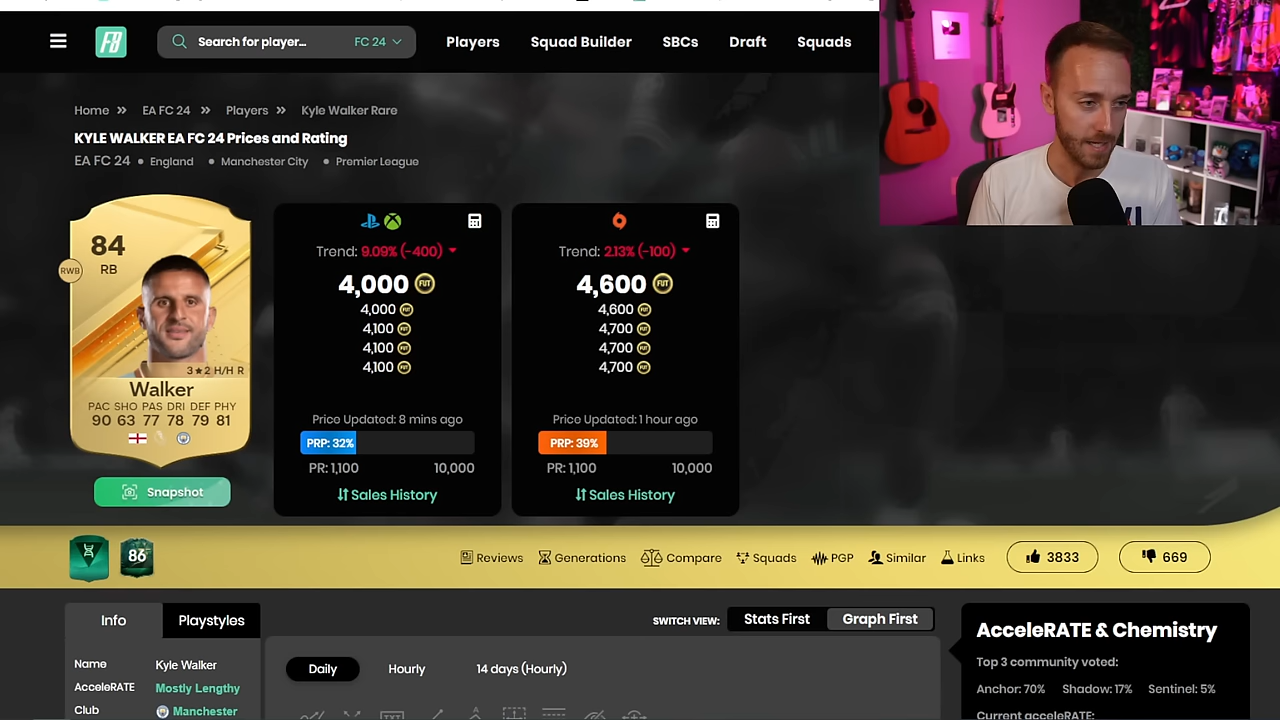 FB
Search for player...
FC 24
Players
Squad Builder
SBCs
Draft
Squads
Home » EA FC 24 » Players » Kyle Walker Rare
KYLE WALKER EA FC 24 Prices and Rating
EA FC 24 • England • Manchester City • Premier League
84
RB
RWB
3★2 H/H R
Walker
PAC SHO PAS DRI DEF PHY
90 63 77 78 79 81
Snapshot
Trend: 9.09% (-400)
4,000 FUT
4,000
4,100
4,100
4,100
Price Updated: 8 mins ago
PRP: 32%
PR: 1,100 10,000
Sales History
Trend: 2.13% (-100)
4,600 FUT
4,600
4,700
4,700
4,700
Price Updated: 1 hour ago
PRP: 39%
PR: 1,100 10,000
Sales History
86
Reviews
Generations
Compare
Squads
PGP
Similar
Links
3833
669
Info
Playstyles
Name Kyle Walker
AcceleRATE Mostly Lengthy
Club Manchester
SWITCH VIEW:
Stats First
Graph First
Daily
Hourly
14 days (Hourly)
TXT
AcceleRATE & Chemistry
Top 3 community voted:
Anchor: 70% Shadow: 17% Sentinel: 5%
Current acceleRATE: